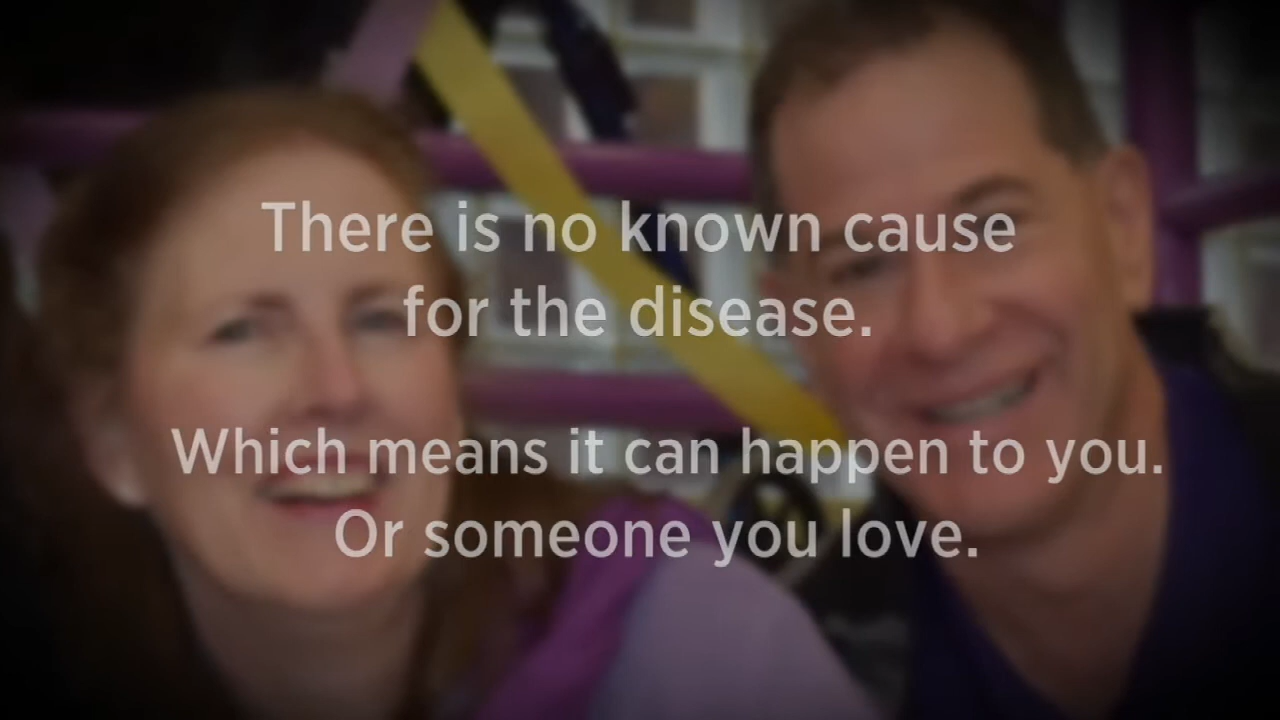 There is no known cause
for the disease.
Which means it can happen to you.
Or someone you love.